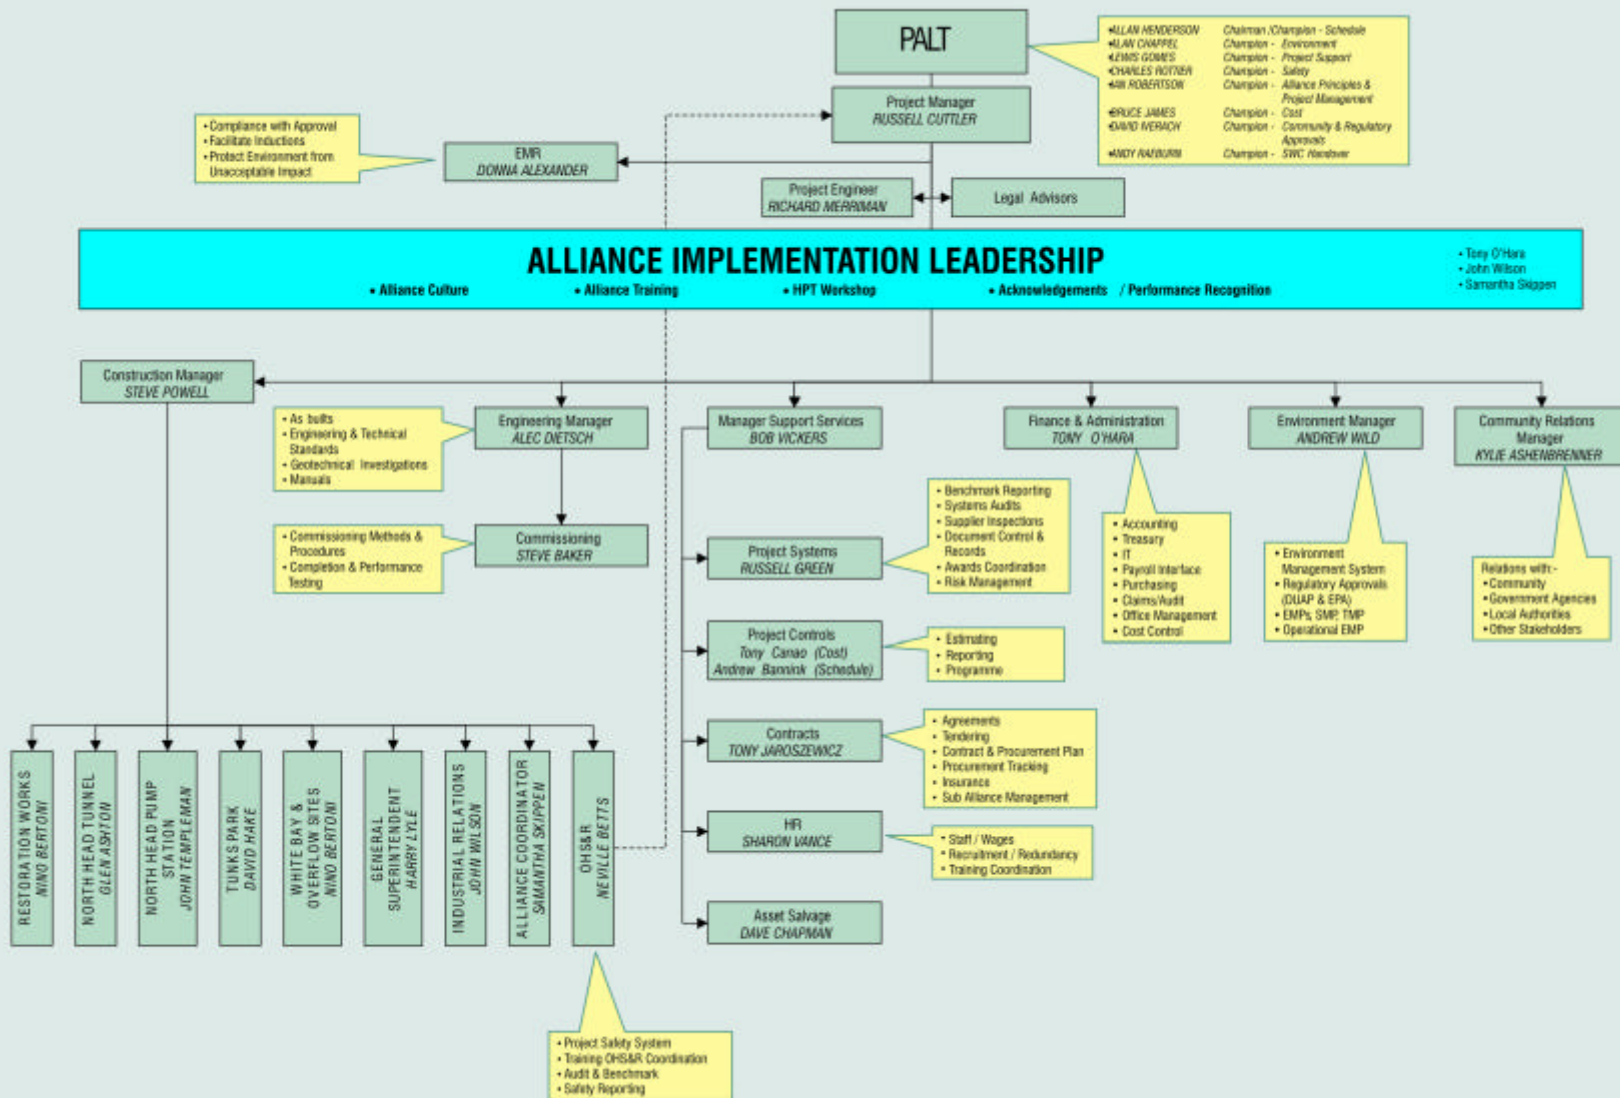 PALT
•ALLAN HENDERSON Chairman /Champion - Schedule
•ALAN CHAPPEL Champion - Environment
•LEWIS GOMES Champion - Project Support
•CHARLES ROTTIER Champion - Safety
•IAN ROBERTSON Champion - Alliance Principles &
Project Management
•BRUCE JAMES Champion - Cost
•DAVID IVERACH Champion - Community & Regulatory
Approvals
•ANDY RAEBURN Champion - SWC Handover
Project Manager
RUSSELL CUTTLER
• Compliance with Approval
• Facilitate Inductions
• Protect Environment from
Unacceptable Impact
EMR
DONNA ALEXANDER
Project Engineer
RICHARD MERRIMAN
Legal Advisors
ALLIANCE IMPLEMENTATION LEADERSHIP
• Alliance Culture • Alliance Training • HPT Workshop • Acknowledgements / Performance Recognition
• Tony O'Hara
• John Wilson
• Samantha Skippen
Construction Manager
STEVE POWELL
• As builts
• Engineering & Technical
Standards
• Geotechnical Investigations
• Manuals
Engineering Manager
ALEC DIETSCH
Manager Support Services
BOB VICKERS
Finance & Administration
TONY O'HARA
Environment Manager
ANDREW WILD
Community Relations
Manager
KYLIE ASHENBRENNER
• Commissioning Methods &
Procedures
• Completion & Performance
Testing
Commissioning
STEVE BAKER
Project Systems
RUSSELL GREEN
• Benchmark Reporting
• Systems Audits
• Supplier Inspections
• Document Control &
Records
• Awards Coordination
• Risk Management
• Accounting
• Treasury
• IT
• Payroll Interface
• Purchasing
• Claims/Audit
• Office Management
• Cost Control
• Environment
Management System
• Regulatory Approvals
(DUAP & EPA)
• EMPs, SMP, TMP
• Operational EMP
Relations with:-
• Community
• Government Agencies
• Local Authorities
• Other Stakeholders
Project Controls
Tony Canao (Cost)
Andrew Bannink (Schedule)
• Estimating
• Reporting
• Programme
Contracts
TONY JAROSZEWICZ
• Agreements
• Tendering
• Contract & Procurement Plan
• Procurement Tracking
• Insurance
• Sub Alliance Management
HR
SHARON VANCE
• Staff / Wages
• Recruitment / Redundancy
• Training Coordination
Asset Salvage
DAVE CHAPMAN
RESTORATION WORKS
NINO BERTONI
NORTH HEAD TUNNEL
GLEN ASHTON
NORTH HEAD PUMP
STATION
JOHN TEMPLEMAN
TUNKS PARK
DAVID HAKE
WHITE BAY &
OVERFLOW SITES
NINO BERTONI
GENERAL
SUPERINTENDENT
HARRY LYLE
INDUSTRIAL RELATIONS
JOHN WILSON
ALLIANCE COORDINATOR
SAMANTHA SKIPPEN
OHS&R
NEVILLE BETTS
• Project Safety System
• Training OHS&R Coordination
• Audit & Benchmark
• Safety Reporting